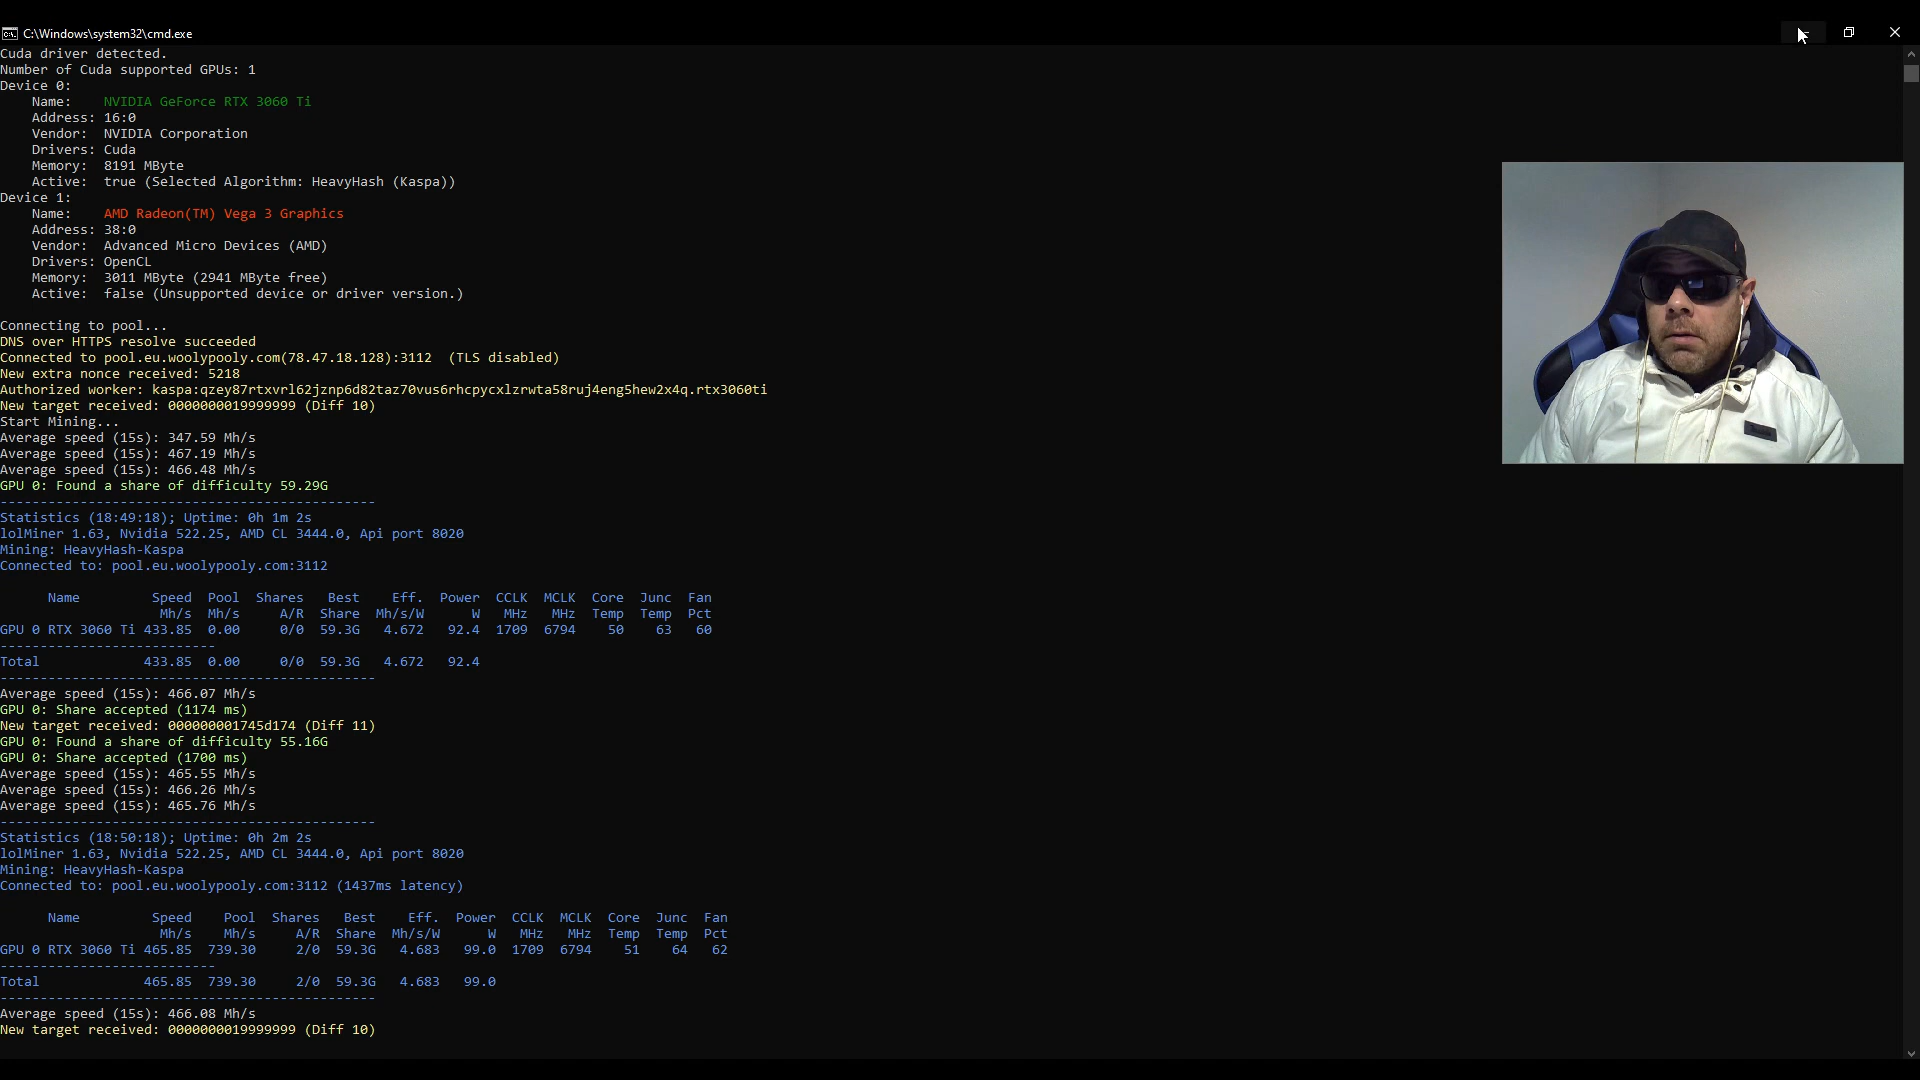 C:\Windows\system32\cmd.exe
Cuda driver detected.
Number of Cuda supported GPUs: 1
Device 0:
Name: NVIDIA GeForce RTX 3060 Ti
Address: 16:0
Vendor: NVIDIA Corporation
Drivers: Cuda
Memory: 8191 MByte
Active: true (Selected Algorithm: HeavyHash (Kaspa))
Device 1:
Name: AMD Radeon(TM) Vega 3 Graphics
Address: 38:0
Vendor: Advanced Micro Devices (AMD)
Drivers: OpenCL
Memory: 3011 MByte (2941 MByte free)
Active: false (Unsupported device or driver version.)
Connecting to pool...
DNS over HTTPS resolve succeeded
Connected to pool.eu.woolypooly.com(78.47.18.128):3112 (TLS disabled)
New extra nonce received: 5218
Authorized worker: kaspa:qzey87rtxvrl62jznp6d82taz70vus6rhcpycxlzrwta58ruj4eng5hew2x4q.rtx3060ti
New target received: 0000000019999999 (Diff 10)
Start Mining...
Average speed (15s): 347.59 Mh/s
Average speed (15s): 467.19 Mh/s
Average speed (15s): 466.48 Mh/s
GPU 0: Found a share of difficulty 59.29G
-----------------------------------------------
Statistics (18:49:18); Uptime: 0h 1m 2s
lolMiner 1.63, Nvidia 522.25, AMD CL 3444.0, Api port 8020
Mining: HeavyHash-Kaspa
Connected to: pool.eu.woolypooly.com:3112
Name Speed Pool Shares Best Eff. Power CCLK MCLK Core Junc Fan
Mh/s Mh/s A/R Share Mh/s/W W MHz MHz Temp Temp Pct
GPU 0 RTX 3060 Ti 433.85 0.00 0/0 59.3G 4.672 92.4 1709 6794 50 63 60
---------------------------
Total 433.85 0.00 0/0 59.3G 4.672 92.4
-----------------------------------------------
Average speed (15s): 466.07 Mh/s
GPU 0: Share accepted (1174 ms)
New target received: 000000001745d174 (Diff 11)
GPU 0: Found a share of difficulty 55.16G
GPU 0: Share accepted (1700 ms)
Average speed (15s): 465.55 Mh/s
Average speed (15s): 466.26 Mh/s
Average speed (15s): 465.76 Mh/s
-----------------------------------------------
Statistics (18:50:18); Uptime: 0h 2m 2s
lolMiner 1.63, Nvidia 522.25, AMD CL 3444.0, Api port 8020
Mining: HeavyHash-Kaspa
Connected to: pool.eu.woolypooly.com:3112 (1437ms latency)
Name Speed Pool Shares Best Eff. Power CCLK MCLK Core Junc Fan
Mh/s Mh/s A/R Share Mh/s/W W MHz MHz Temp Temp Pct
GPU 0 RTX 3060 Ti 465.85 739.30 2/0 59.3G 4.683 99.0 1709 6794 51 64 62
---------------------------
Total 465.85 739.30 2/0 59.3G 4.683 99.0
-----------------------------------------------
Average speed (15s): 466.08 Mh/s
New target received: 0000000019999999 (Diff 10)